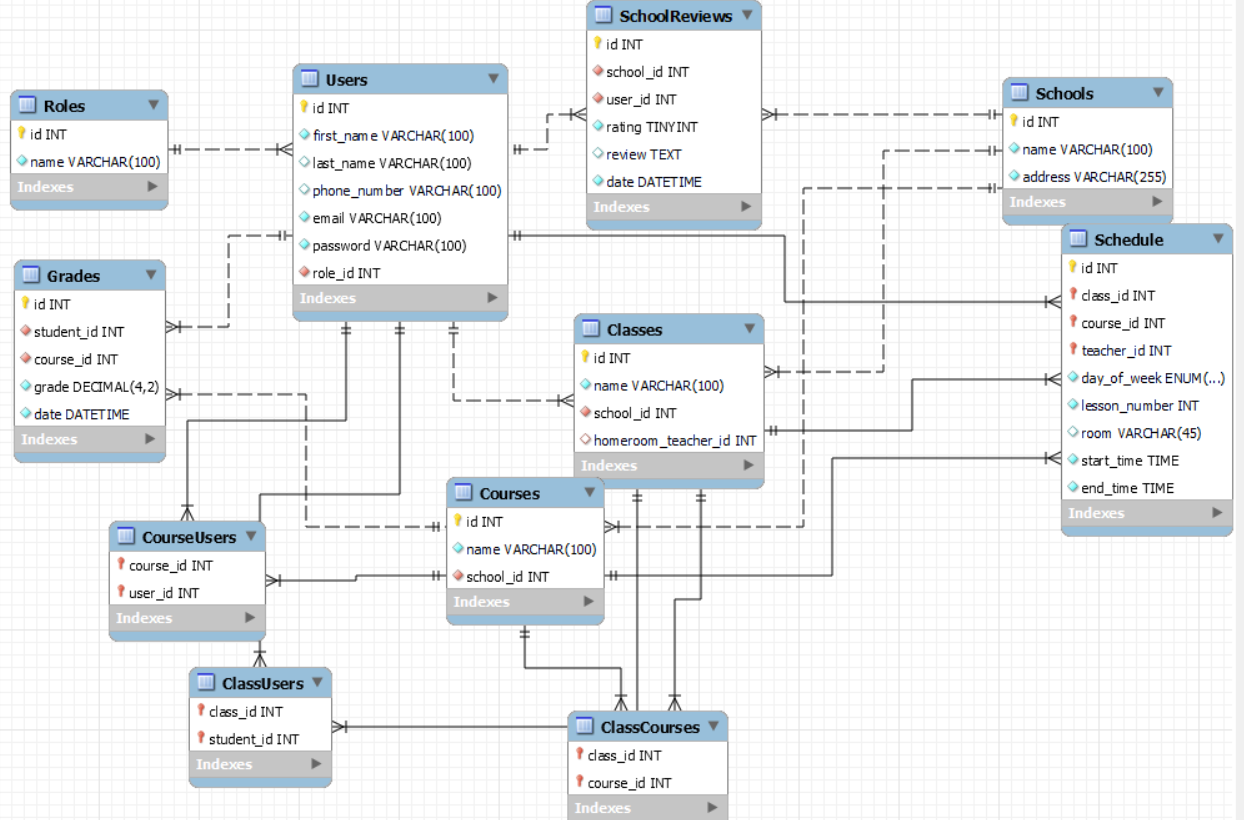 SchoolReviews
id INT
school_id INT
user_id INT
rating TINYINT
review TEXT
date DATETIME
Indexes
Users
id INT
first_name VARCHAR(100)
last_name VARCHAR(100)
phone_number VARCHAR(100)
email VARCHAR(100)
password VARCHAR(100)
role_id INT
Indexes
Roles
id INT
name VARCHAR(100)
Indexes
Schools
id INT
name VARCHAR(100)
address VARCHAR(255)
Indexes
Schedule
id INT
class_id INT
course_id INT
teacher_id INT
day_of_week ENUM(...)
lesson_number INT
room VARCHAR(45)
start_time TIME
end_time TIME
Indexes
Grades
id INT
student_id INT
course_id INT
grade DECIMAL(4,2)
date DATETIME
Indexes
Classes
id INT
name VARCHAR(100)
school_id INT
homeroom_teacher_id INT
Indexes
Courses
id INT
name VARCHAR(100)
school_id INT
Indexes
CourseUsers
course_id INT
user_id INT
Indexes
ClassUsers
class_id INT
student_id INT
Indexes
ClassCourses
class_id INT
course_id INT
Indexes